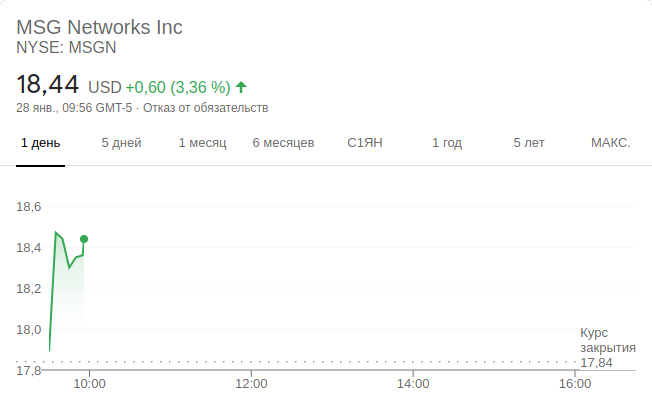 MSG Networks Inc
NYSE: MSGN
18,44 USD +0,60 (3,36 %)
28 янв., 09:56 GMT-5 · Отказ от обязательств
1 день 5 дней 1 месяц 6 месяцев С1ЯН 1 год 5 лет МАКС.
18,6
18,4
18,2
18,0
17,8
Курс
закрытия
17,84
10:00 12:00 14:00 16:00